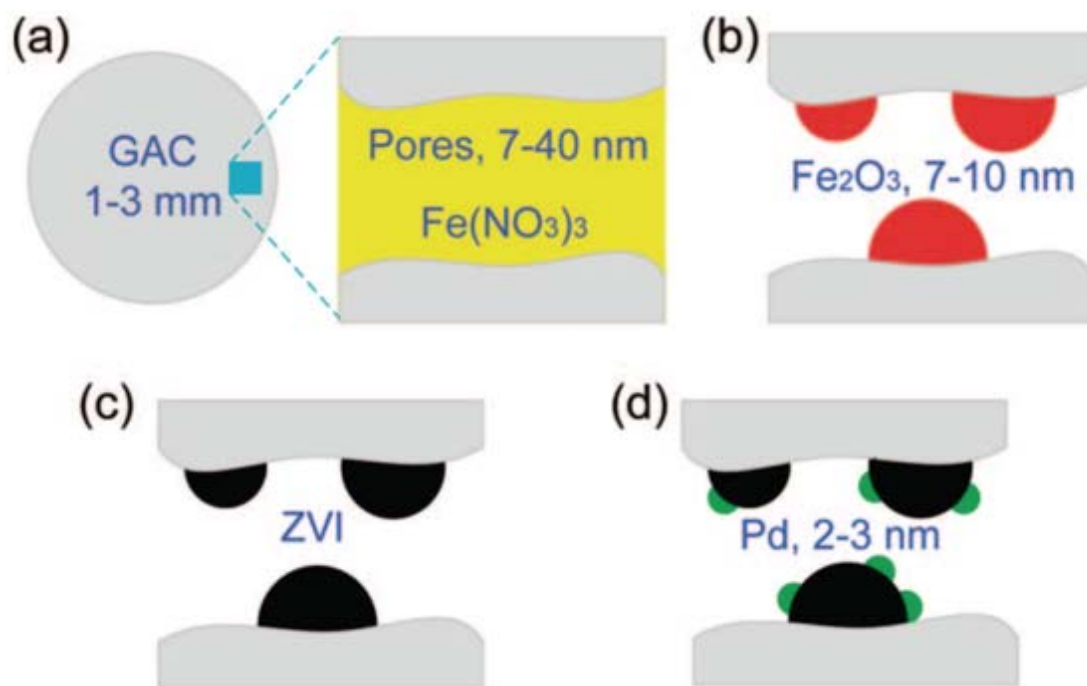 (a)
GAC
1-3 mm
Pores, 7-40 nm
Fe(NO₃)₃
(b)
Fe₂O₃, 7-10 nm
(c)
ZVI
(d)
Pd, 2-3 nm